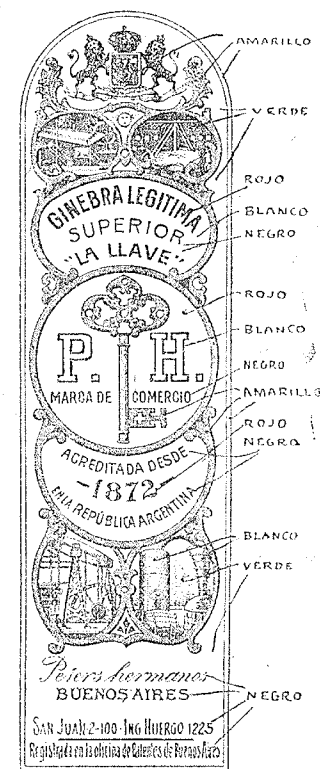 AMARILLO
VERDE
ROJO
GINEBRA LEGITIMA
BLANCO
SUPERIOR
NEGRO
"LA LLAVE"
ROJO
BLANCO
P. H.
NEGRO
MARCA DE COMERCIO
AMARILLO
ROJO
NEGRO
ACREDITADA DESDE
-1872-
EN LA REPÚBLICA ARGENTINA
BLANCO
VERDE
Peters hermanos
BUENOS AIRES
NEGRO
SAN JUAN-2-100-ING HUERGO 1225
Registrada en la oficina de Patentes de Buenos Aires